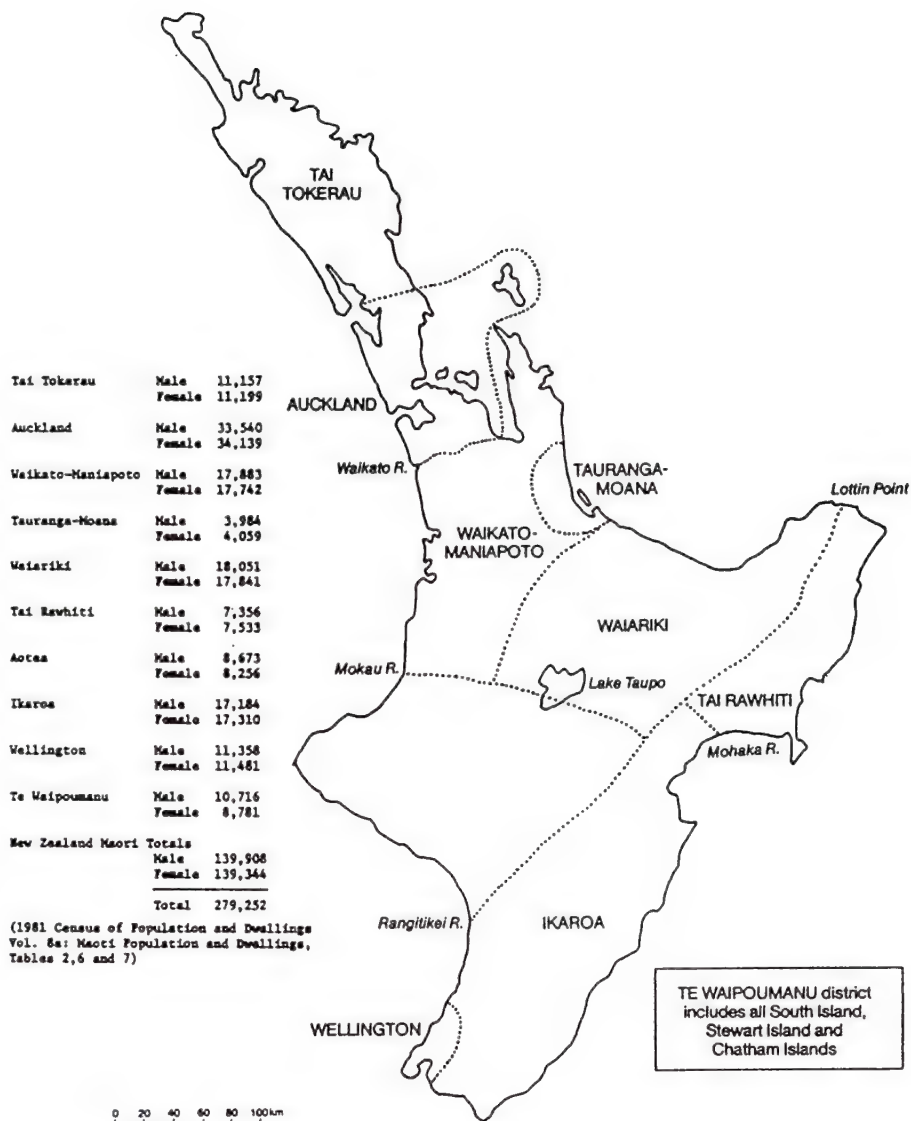 TAI
TOKERAU
Tai Tokerau Male 11,157
Female 11,199
Auckland Male 33,540
Female 34,139
Waikato-Maniapoto Male 17,883
Female 17,742
Tauranga-Moana Male 3,984
Female 4,059
Waiariki Male 18,051
Female 17,841
Tai Rawhiti Male 7,356
Female 7,533
Aotea Male 8,673
Female 8,256
Ikaroa Male 17,184
Female 17,310
Wellington Male 11,358
Female 11,481
Te Waipoumanu Male 10,716
Female 8,781
New Zealand Maori Totals
Male 139,908
Female 139,344
Total 279,252
(1981 Census of Population and Dwellings
Vol. 8a: Maori Population and Dwellings,
Tables 2,6 and 7)
AUCKLAND
Waikato R.
TAURANGA-
MOANA
Lottin Point
WAIKATO-
MANIAPOTO
WAIARIKI
Mokau R.
Lake Taupo
TAI RAWHITI
Mohaka R.
Rangitikei R.
IKAROA
WELLINGTON
TE WAIPOUMANU district
includes all South Island,
Stewart Island and
Chatham Islands
0 20 40 60 80 100km